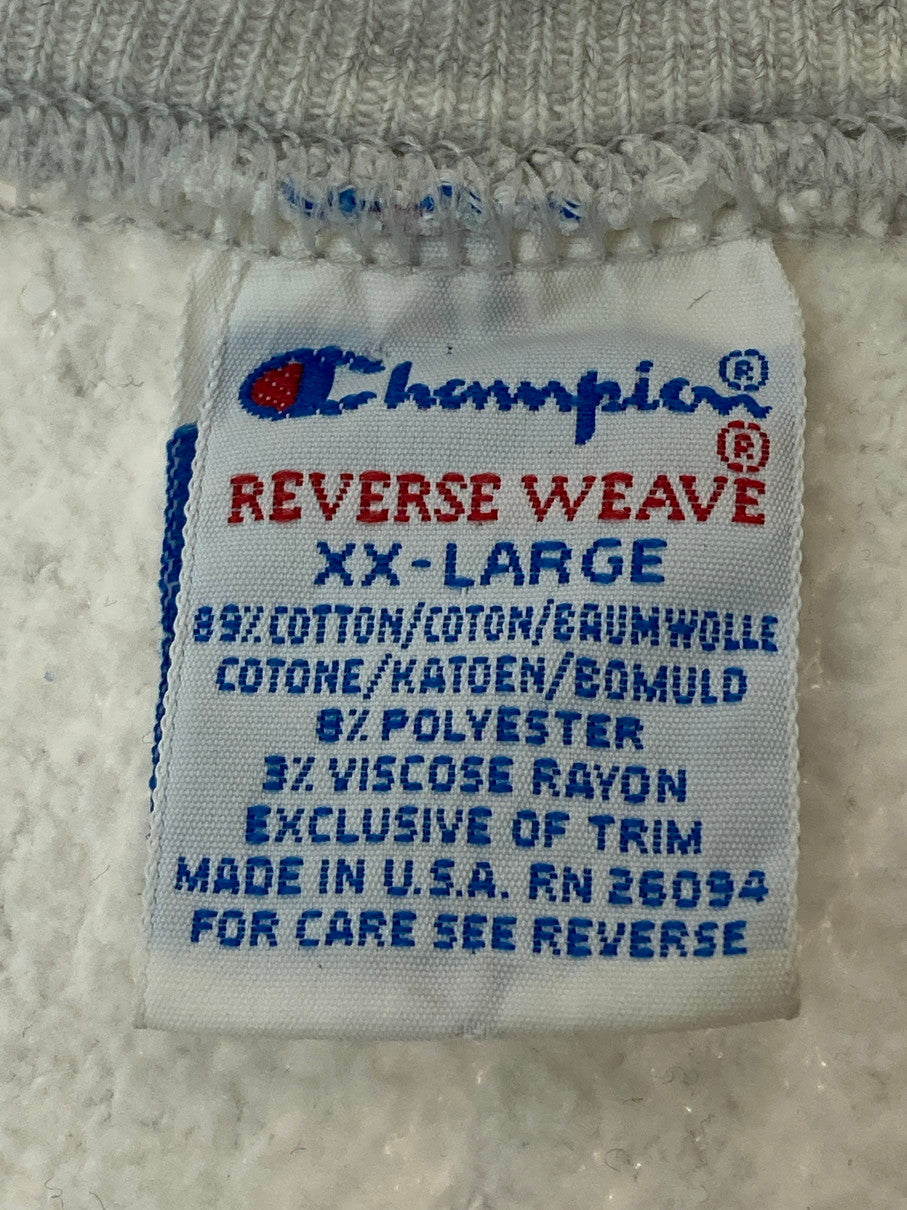 Champion®
REVERSE WEAVE®
XX-LARGE
89% COTTON/COTON/BAUMWOLLE
COTONE/KATOEN/BOMULD
8% POLYESTER
3% VISCOSE RAYON
EXCLUSIVE OF TRIM
MADE IN U.S.A. RN 26094
FOR CARE SEE REVERSE